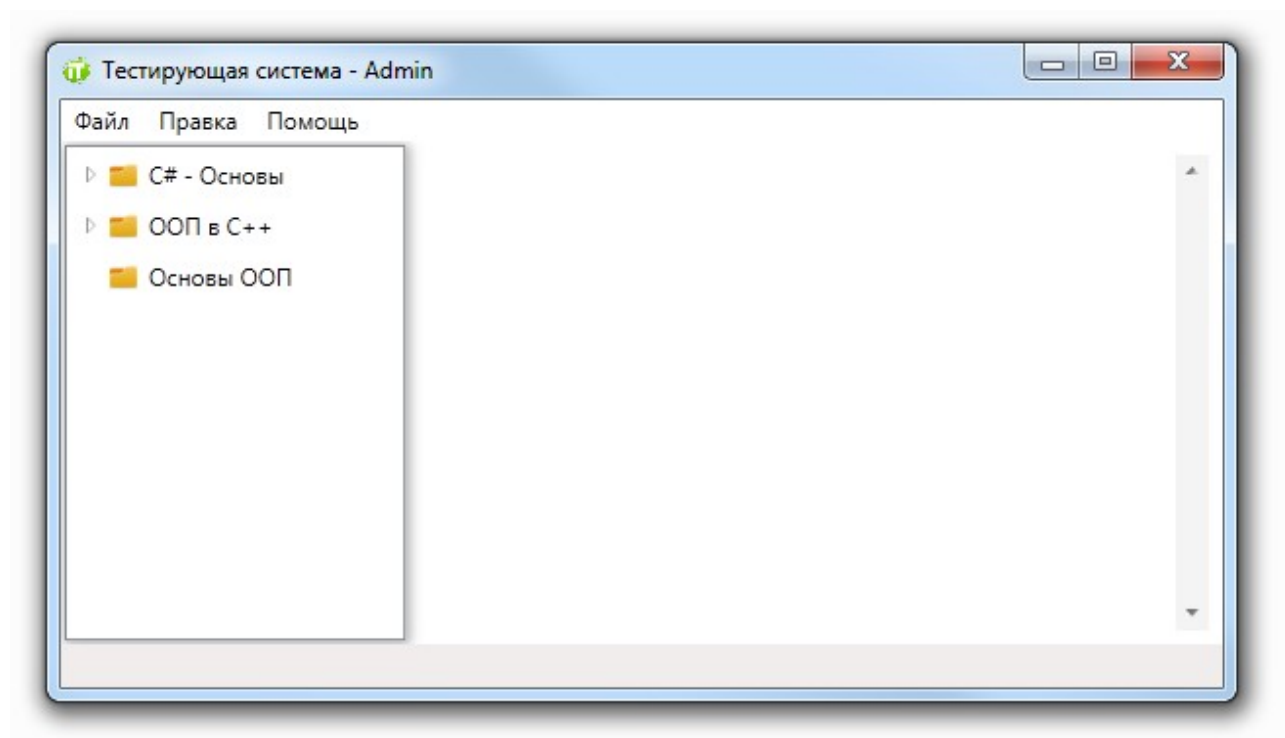 Тестирующая система - Admin
Файл Правка Помощь
C# - Основы
ООП в C++
Основы ООП